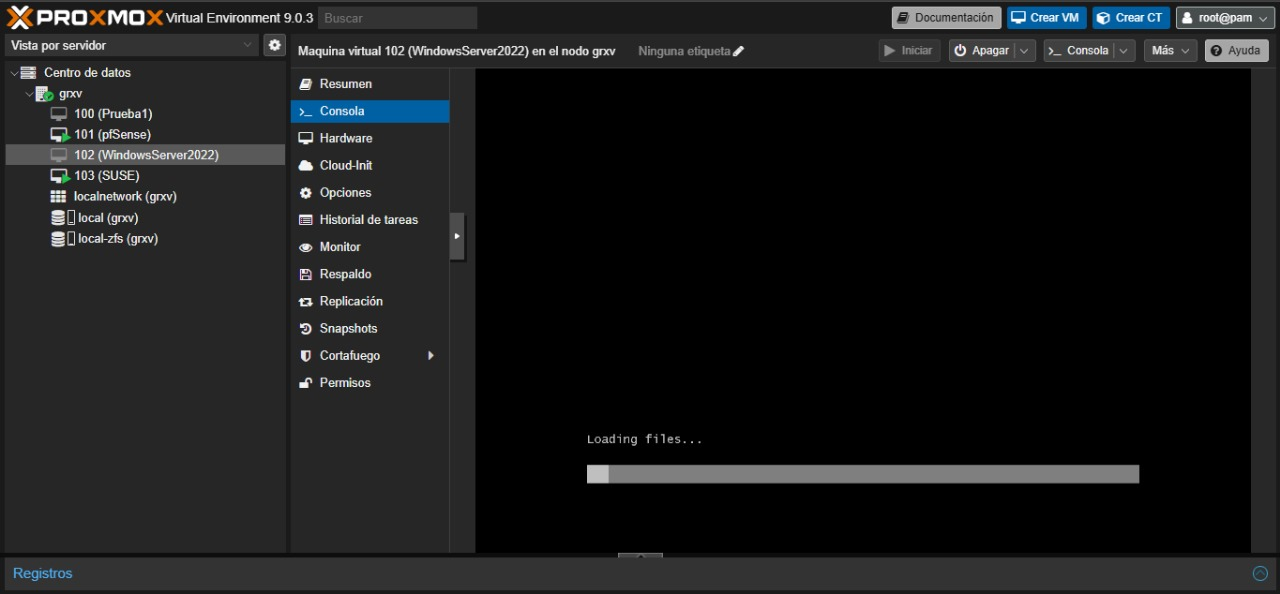 PROXMOX Virtual Environment 9.0.3 Buscar Documentación Crear VM Crear CT root@pam
Vista por servidor
Maquina virtual 102 (WindowsServer2022) en el nodo grxv Ninguna etiqueta Iniciar Apagar >_ Consola Más Ayuda
Centro de datos
grxv
100 (Prueba1)
101 (pfSense)
102 (WindowsServer2022)
103 (SUSE)
localnetwork (grxv)
local (grxv)
local-zfs (grxv)
Resumen
>_ Consola
Hardware
Cloud-Init
Opciones
Historial de tareas
Monitor
Respaldo
Replicación
Snapshots
Cortafuego
Permisos
Loading files...
Registros